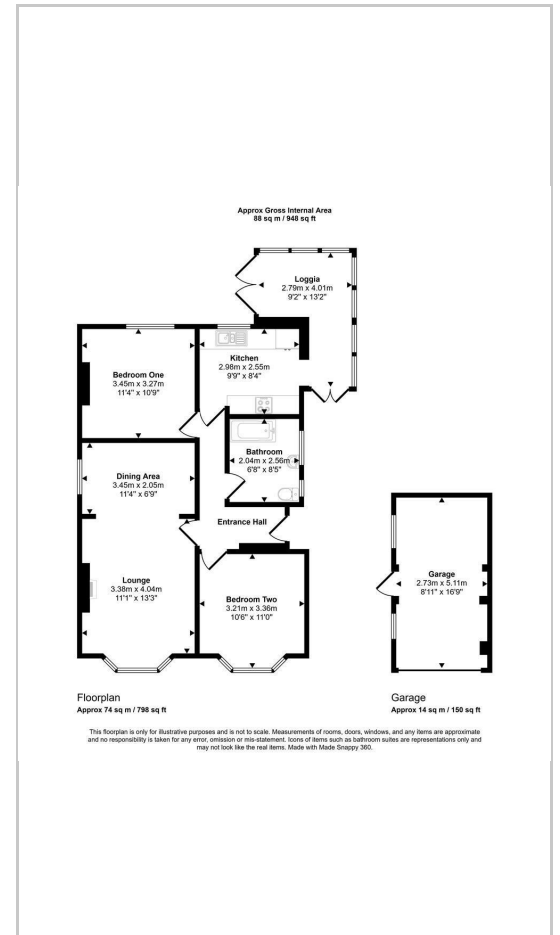 Approx Gross Internal Area
88 sq m / 948 sq ft
Loggia
2.79m x 4.01m
9'2" x 13'2"
Kitchen
2.98m x 2.55m
9'9" x 8'4"
Bedroom One
3.45m x 3.27m
11'4" x 10'9"
Bathroom
2.04m x 2.56m
6'8" x 8'5"
Dining Area
3.45m x 2.05m
11'4" x 6'9"
Entrance Hall
Lounge
3.38m x 4.04m
11'1" x 13'3"
Bedroom Two
3.21m x 3.36m
10'6" x 11'0"
Garage
2.73m x 5.11m
8'11" x 16'9"
Floorplan
Approx 74 sq m / 798 sq ft
Garage
Approx 14 sq m / 150 sq ft
This floorplan is only for illustrative purposes and is not to scale. Measurements of rooms, doors, windows, and any items are approximate
and no responsibility is taken for any error, omission or mis-statement. Icons of items such as bathroom suites are representations only and
may not look like the real items. Made with Made Snappy 360.